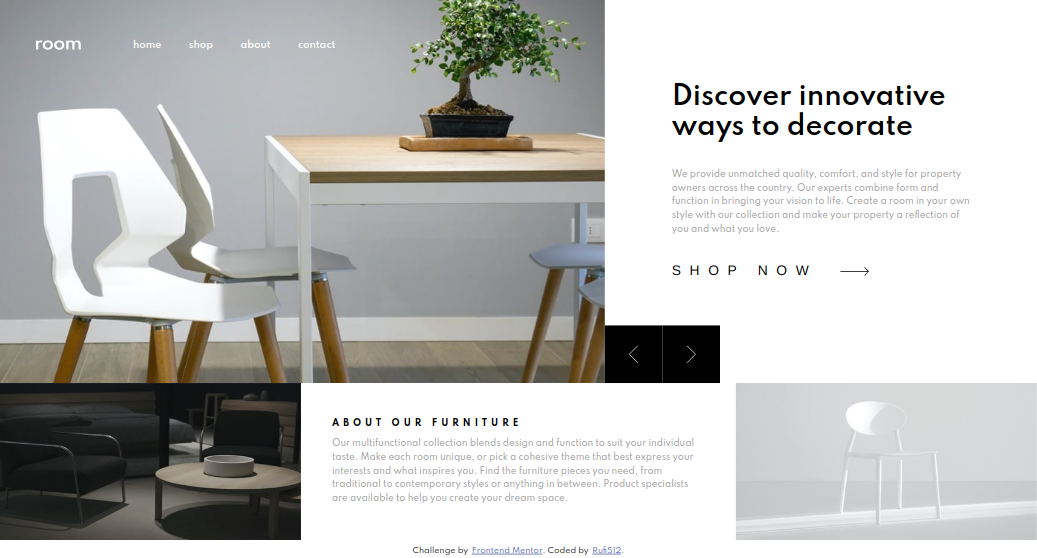 room
home shop about contact
Discover innovative
ways to decorate
We provide unmatched quality, comfort, and style for property
owners across the country. Our experts combine form and
function in bringing your vision to life. Create a room in your own
style with our collection and make your property a reflection of
you and what you love.
SHOP NOW
ABOUT OUR FURNITURE
Our multifunctional collection blends design and function to suit your individual
taste. Make each room unique, or pick a cohesive theme that best express your
interests and what inspires you. Find the furniture pieces you need, from
traditional to contemporary styles or anything in between. Product specialists
are available to help you create your dream space.
Challenge by Frontend Mentor. Coded by Rufi512.